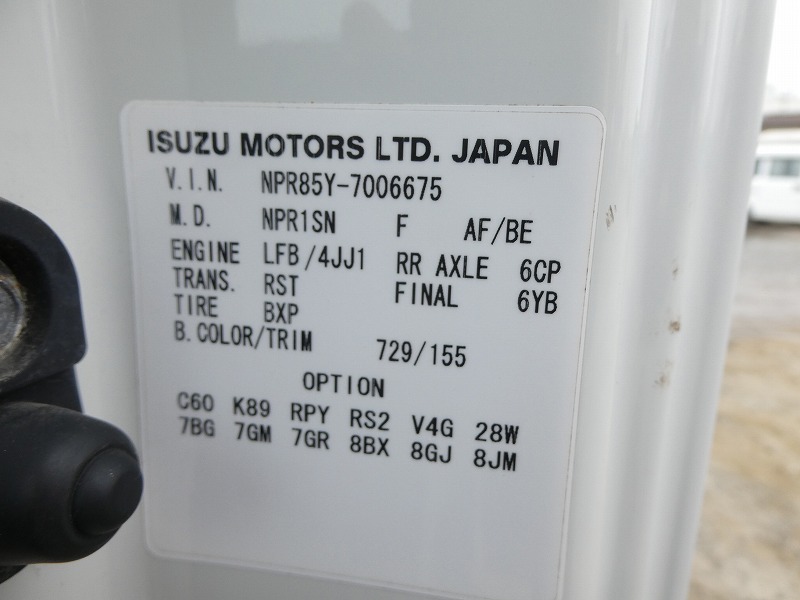 ISUZU MOTORS LTD. JAPAN
V.I.N. NPR85Y-7006675
M.D. NPR1SN F AF/BE
ENGINE LFB/4JJ1 RR AXLE 6CP
TRANS. RST FINAL 6YB
TIRE BXP
B.COLOR/TRIM 729/155
OPTION
C60 K89 RPY RS2 V4G 28W
7BG 7GM 7GR 8BX 8GJ 8JM